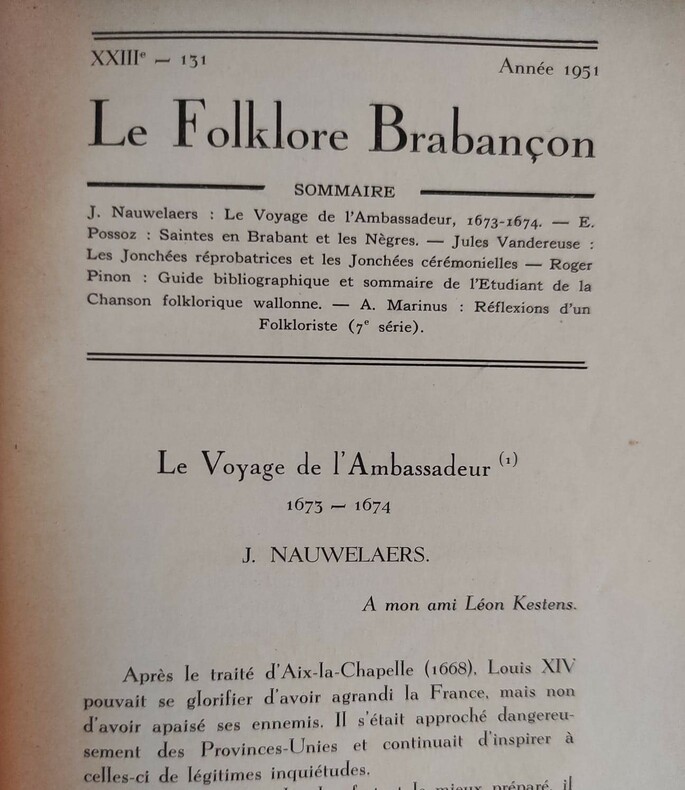 XXIIIᵉ — 131
Année 1951
Le Folklore Brabançon
SOMMAIRE
J. Nauwelaers : Le Voyage de l'Ambassadeur, 1673-1674. — E.
Possoz : Saintes en Brabant et les Nègres. — Jules Vandereuse :
Les Jonchées réprobatrices et les Jonchées cérémonielles — Roger
Pinon : Guide bibliographique et sommaire de l'Etudiant de la
Chanson folklorique wallonne. — A. Marinus : Réflexions d'un
Folkloriste (7ᵉ série).
Le Voyage de l'Ambassadeur (1)
1673 — 1674
J. NAUWELAERS.
A mon ami Léon Kestens.
Après le traité d'Aix-la-Chapelle (1668), Louis XIV
pouvait se glorifier d'avoir agrandi la France, mais non
d'avoir apaisé ses ennemis. Il s'était approché dangereu-
sement des Provinces-Unies et continuait d'inspirer à
celles-ci de légitimes inquiétudes.
le mieux préparé, il